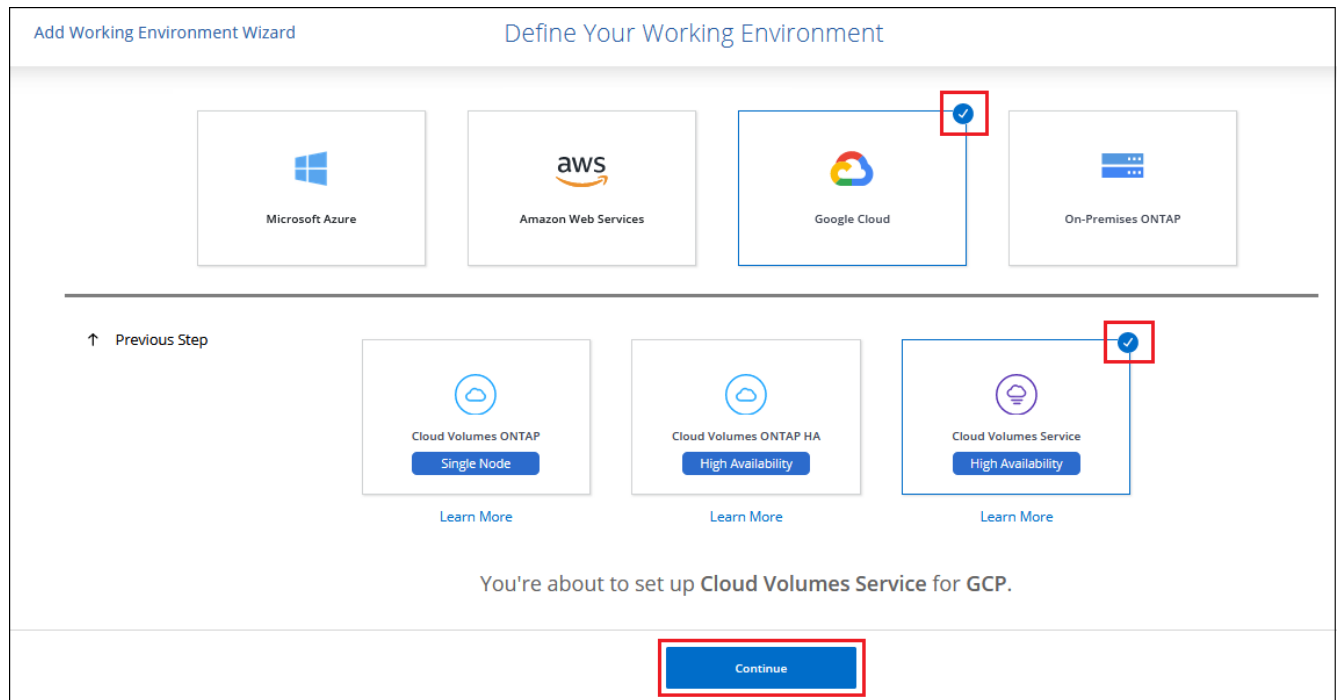 Add Working Environment Wizard
Define Your Working Environment
aws
Microsoft Azure
Amazon Web Services
Google Cloud
On-Premises ONTAP
↑ Previous Step
Cloud Volumes ONTAP
Single Node
Cloud Volumes ONTAP HA
High Availability
Cloud Volumes Service
High Availability
Learn More
Learn More
Learn More
You're about to set up Cloud Volumes Service for GCP.
Continue